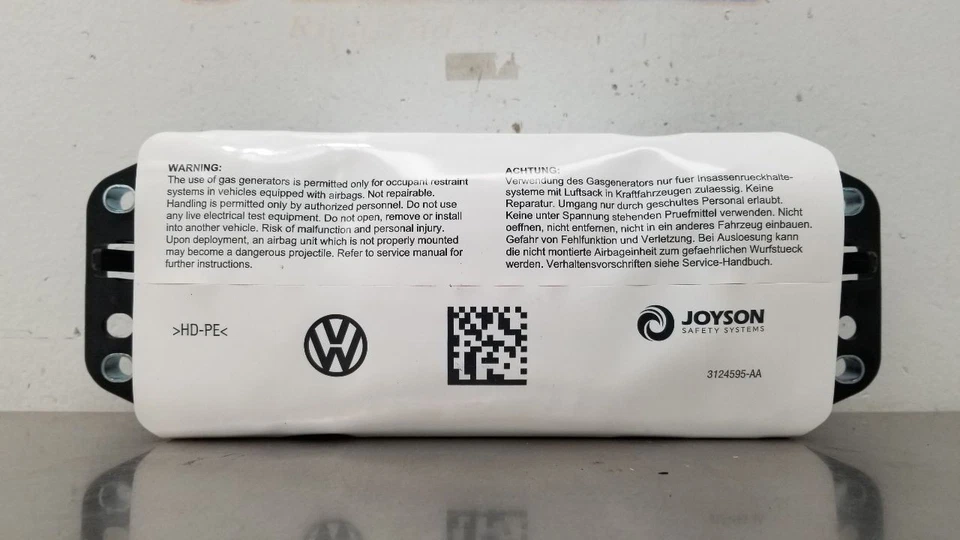 WARNING:
The use of gas generators is permitted only for occupant restraint
systems in vehicles equipped with airbags. Not repairable.
Handling is permitted only by authorized personnel. Do not use
any live electrical test equipment. Do not open, remove or install
into another vehicle. Risk of malfunction and personal injury.
Upon deployment, an airbag unit which is not properly mounted
may become a dangerous projectile. Refer to service manual for
further instructions.
ACHTUNG:
Verwendung des Gasgenerators nur fuer Insassenrueckhalte-
systeme mit Luftsack in Kraftfahrzeugen zulaessig. Keine
Reparatur. Umgang nur durch geschultes Personal erlaubt.
Keine unter Spannung stehenden Pruefmittel verwenden. Nicht
oeffnen, nicht entfernen, nicht in ein anderes Fahrzeug einbauen.
Gefahr von Fehlfunktion und Verletzung. Bei Ausloesung kann
die nicht montierte Airbageinheit zum gefaehrlichen Wurfstueck
werden. Verhaltensvorschriften siehe Service-Handbuch.
>HD-PE<
VW
JOYSON
SAFETY SYSTEMS
3124595-AA